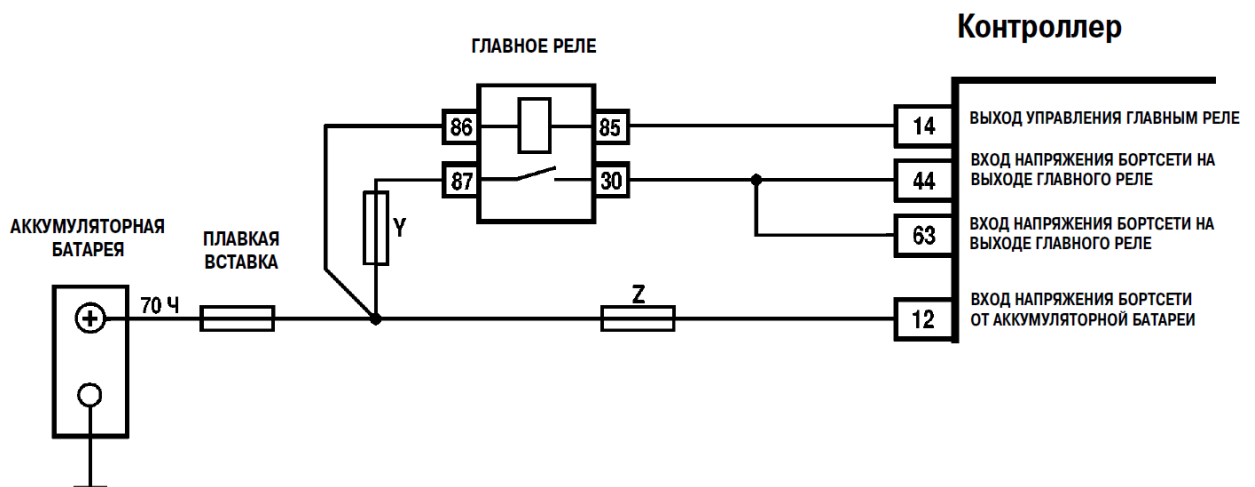 Контроллер
ГЛАВНОЕ РЕЛЕ
86
85
14
ВЫХОД УПРАВЛЕНИЯ ГЛАВНЫМ РЕЛЕ
87
30
44
ВХОД НАПРЯЖЕНИЯ БОРТСЕТИ НА
ВЫХОДЕ ГЛАВНОГО РЕЛЕ
Y
63
ВХОД НАПРЯЖЕНИЯ БОРТСЕТИ НА
ВЫХОДЕ ГЛАВНОГО РЕЛЕ
АККУМУЛЯТОРНАЯ
БАТАРЕЯ
ПЛАВКАЯ
ВСТАВКА
70 Ч
Z
12
ВХОД НАПРЯЖЕНИЯ БОРТСЕТИ
ОТ АККУМУЛЯТОРНОЙ БАТАРЕИ
+